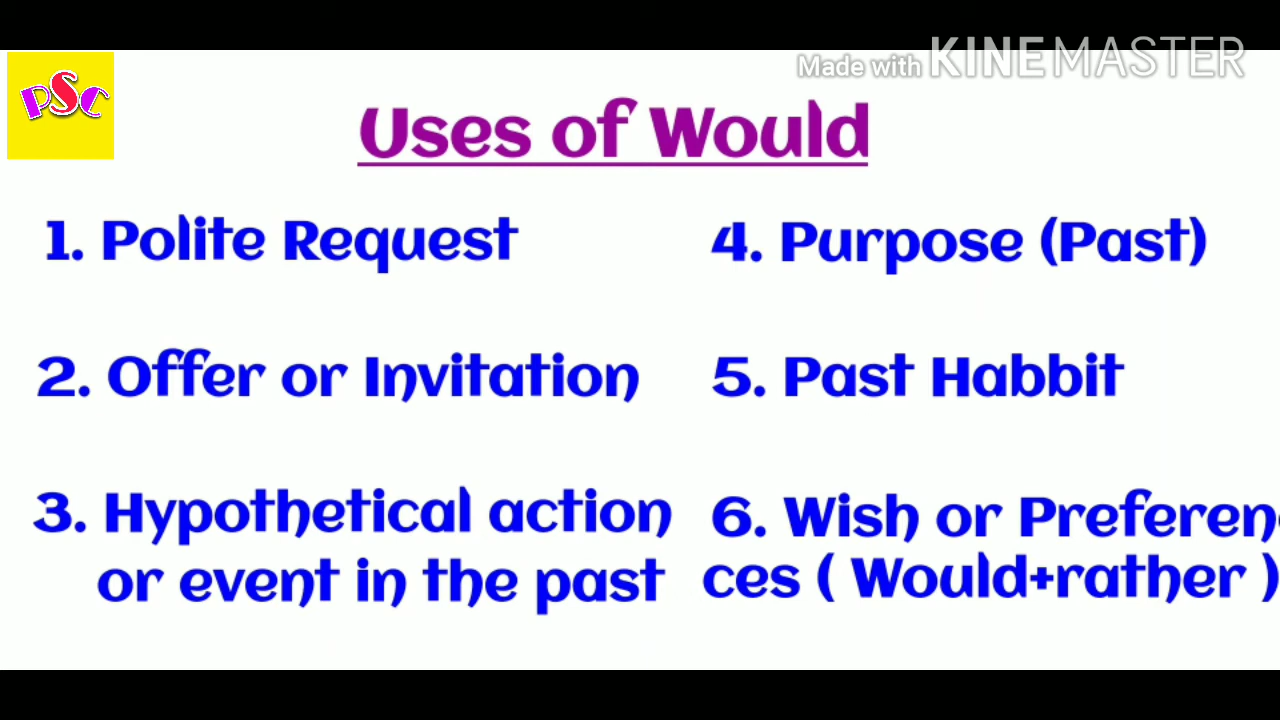 Made with KINEMASTER
PSC
Uses of Would
1. Polite Request
2. Offer or Invitation
3. Hypothetical action
or event in the past
4. Purpose (Past)
5. Past Habbit
6. Wish or Preferen
ces ( Would+rather )